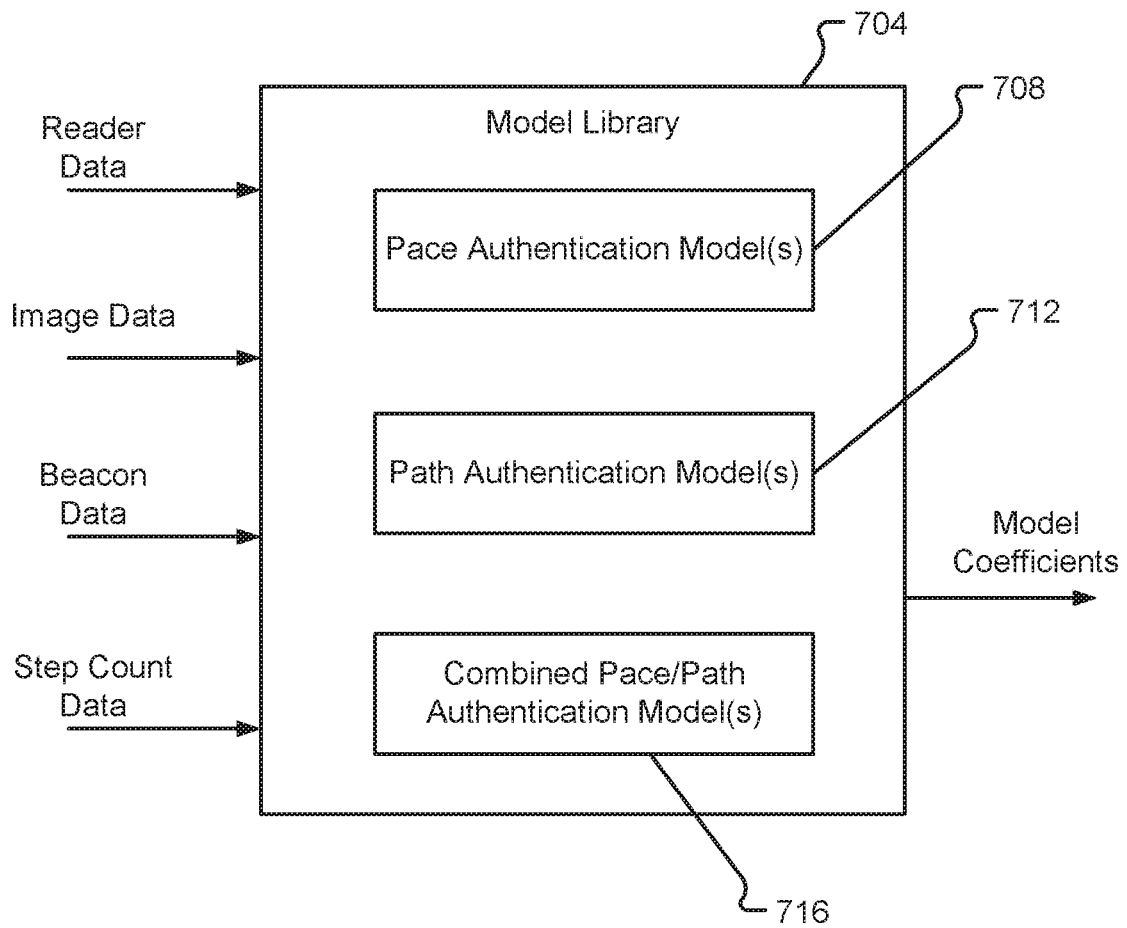 704
708
Model Library
Reader
Data
Pace Authentication Model(s)
Image Data
712
Path Authentication Model(s)
Beacon
Data
Model
Coefficients
Step Count
Data
Combined Pace/Path
Authentication Model(s)
716